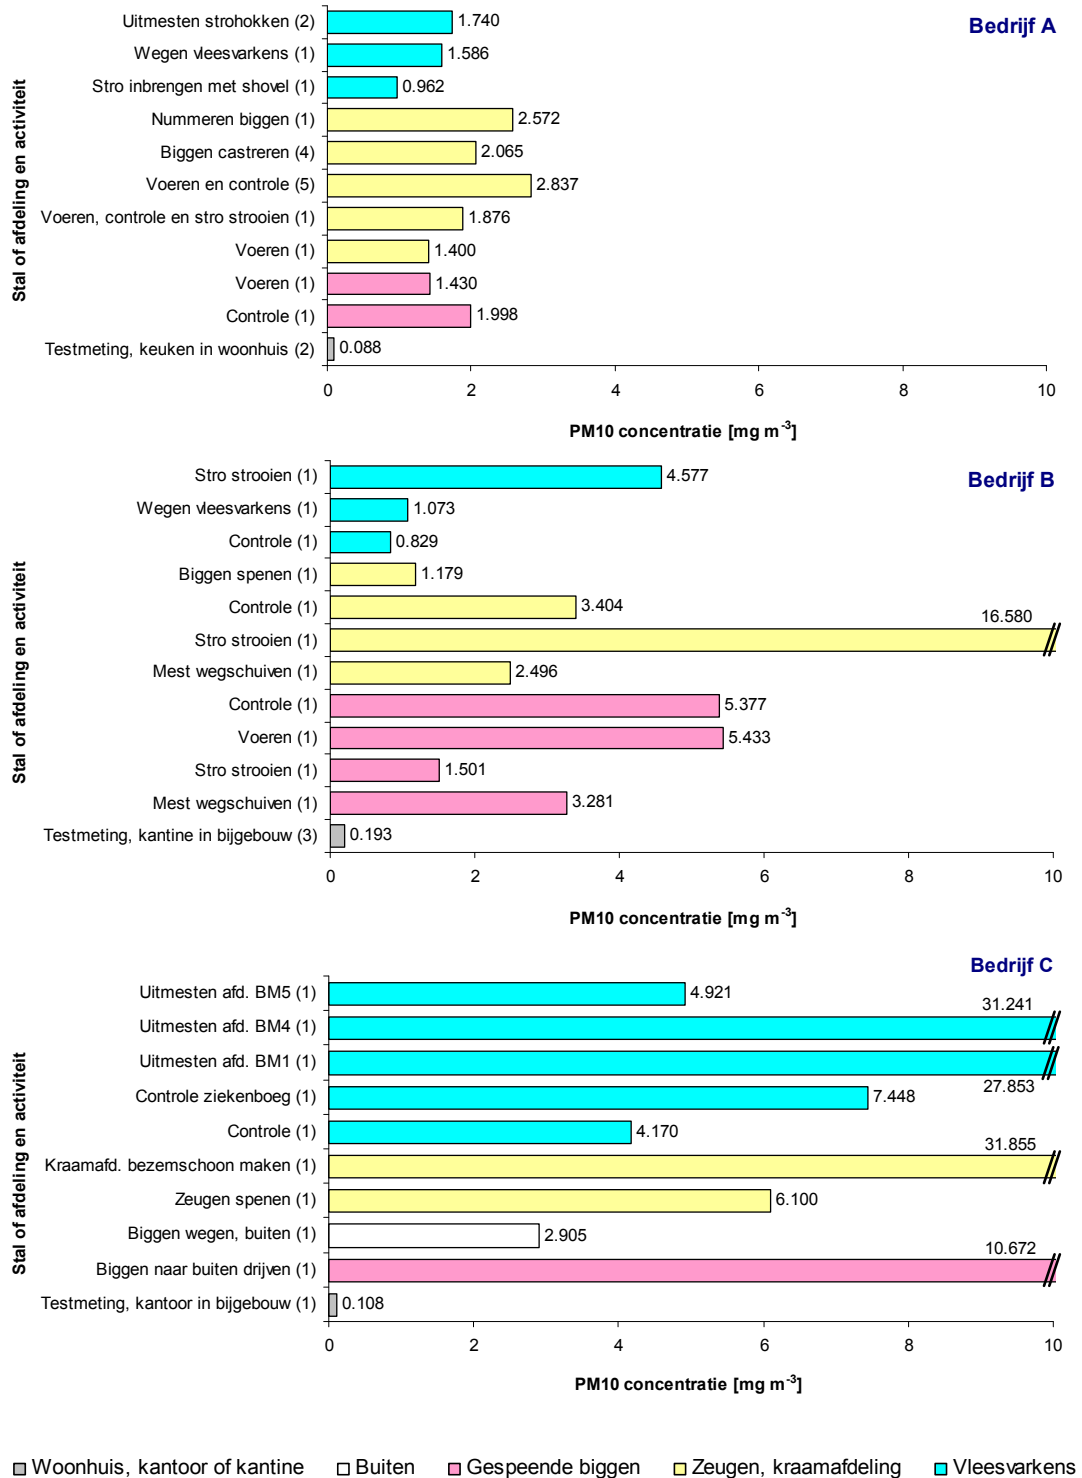 Bedrijf A
Stal of afdeling en activiteit
Uitmesten strohokken (2) 1.740
Wegen vleesvarkens (1) 1.586
Stro inbrengen met shovel (1) 0.962
Nummeren biggen (1) 2.572
Biggen castreren (4) 2.065
Voeren en controle (5) 2.837
Voeren, controle en stro strooien (1) 1.876
Voeren (1) 1.400
Voeren (1) 1.430
Controle (1) 1.998
Testmeting, keuken in woonhuis (2) 0.088
0 2 4 6 8 10
PM10 concentratie [mg m⁻³]
Bedrijf B
Stal of afdeling en activiteit
Stro strooien (1) 4.577
Wegen vleesvarkens (1) 1.073
Controle (1) 0.829
Biggen spenen (1) 1.179
Controle (1) 3.404
Stro strooien (1) 16.580
Mest wegschuiven (1) 2.496
Controle (1) 5.377
Voeren (1) 5.433
Stro strooien (1) 1.501
Mest wegschuiven (1) 3.281
Testmeting, kantine in bijgebouw (3) 0.193
0 2 4 6 8 10
PM10 concentratie [mg m⁻³]
Bedrijf C
Stal of afdeling en activiteit
Uitmesten afd. BM5 (1) 4.921
Uitmesten afd. BM4 (1) 31.241
Uitmesten afd. BM1 (1) 27.853
Controle ziekenboeg (1) 7.448
Controle (1) 4.170
Kraamafd. bezemschoon maken (1) 31.855
Zeugen spenen (1) 6.100
Biggen wegen, buiten (1) 2.905
Biggen naar buiten drijven (1) 10.672
Testmeting, kantoor in bijgebouw (1) 0.108
0 2 4 6 8 10
PM10 concentratie [mg m⁻³]
Woonhuis, kantoor of kantine Buiten Gespeende biggen Zeugen, kraamafdeling Vleesvarkens